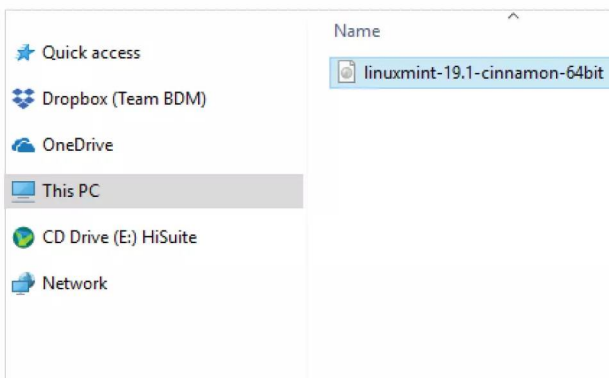 Quick access
Dropbox (Team BDM)
OneDrive
This PC
CD Drive (E:) HiSuite
Network
Name
linuxmint-19.1-cinnamon-64bit